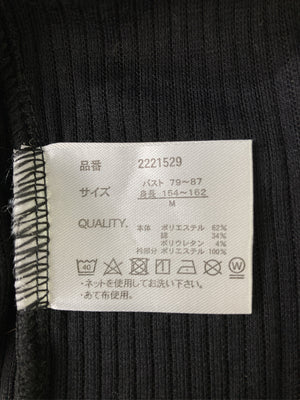 品番 2221529
サイズ バスト 79〜87
身長 154〜162
M
QUALITY. 本体 ポリエステル 62%
綿 34%
ポリウレタン 4%
衿部分 ポリエステル 100%
40 W
・ネットを使用してお洗い下さい。
・あて布使用。